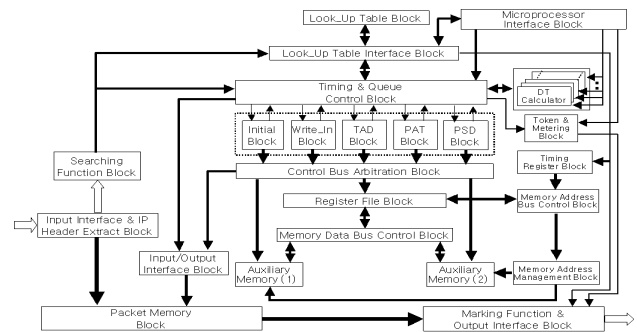 Look_Up Table Block
Microprocessor
Interface Block
Look_Up Table Interface Block
Timing & Queue
Control Block
DT
Calculator
Initial
Block
Write_In
Block
TAD
Block
PAT
Block
PSD
Block
Token &
Metering
Block
Searching
Function Block
Timing
Register Block
Control Bus Arbitration Block
Register File Block
Memory Address
Bus Control Block
Input Interface & IP
Header Extract Block
Memory Data Bus Control Block
Input/Output
Interface Block
Auxiliary
Memory (1)
Auxiliary
Memory (2)
Memory Address
Management Block
Packet Memory
Block
Marking Function &
Output Interface Block